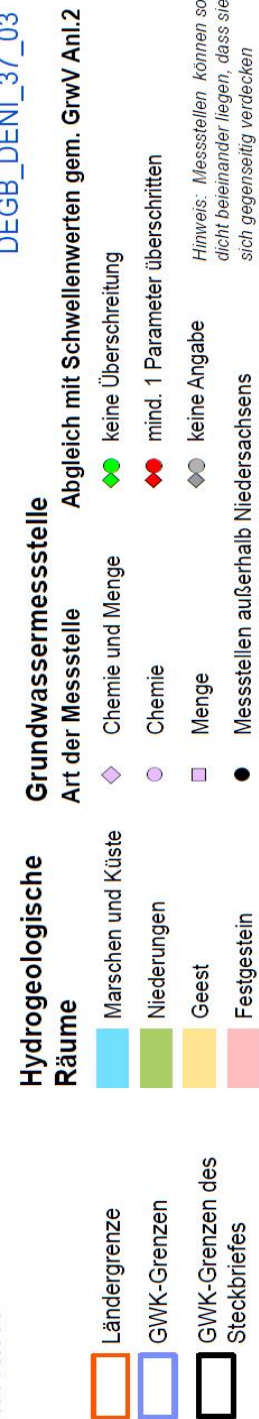 DEGB_DENI_37_03
Ländergrenze
GWK-Grenzen
GWK-Grenzen des
Steckbriefes
Hydrogeologische
Räume
Marschen und Küste
Niederungen
Geest
Festgestein
Grundwassermessstelle
Art der Messstelle
Chemie und Menge
Chemie
Menge
Messstellen außerhalb Niedersachsens
Abgleich mit Schwellenwerten gem. GrwV Anl.2
keine Überschreitung
mind. 1 Parameter überschritten
keine Angabe
Hinweis: Messstellen können so
dicht beieinander liegen, dass sie
sich gegenseitig verdecken